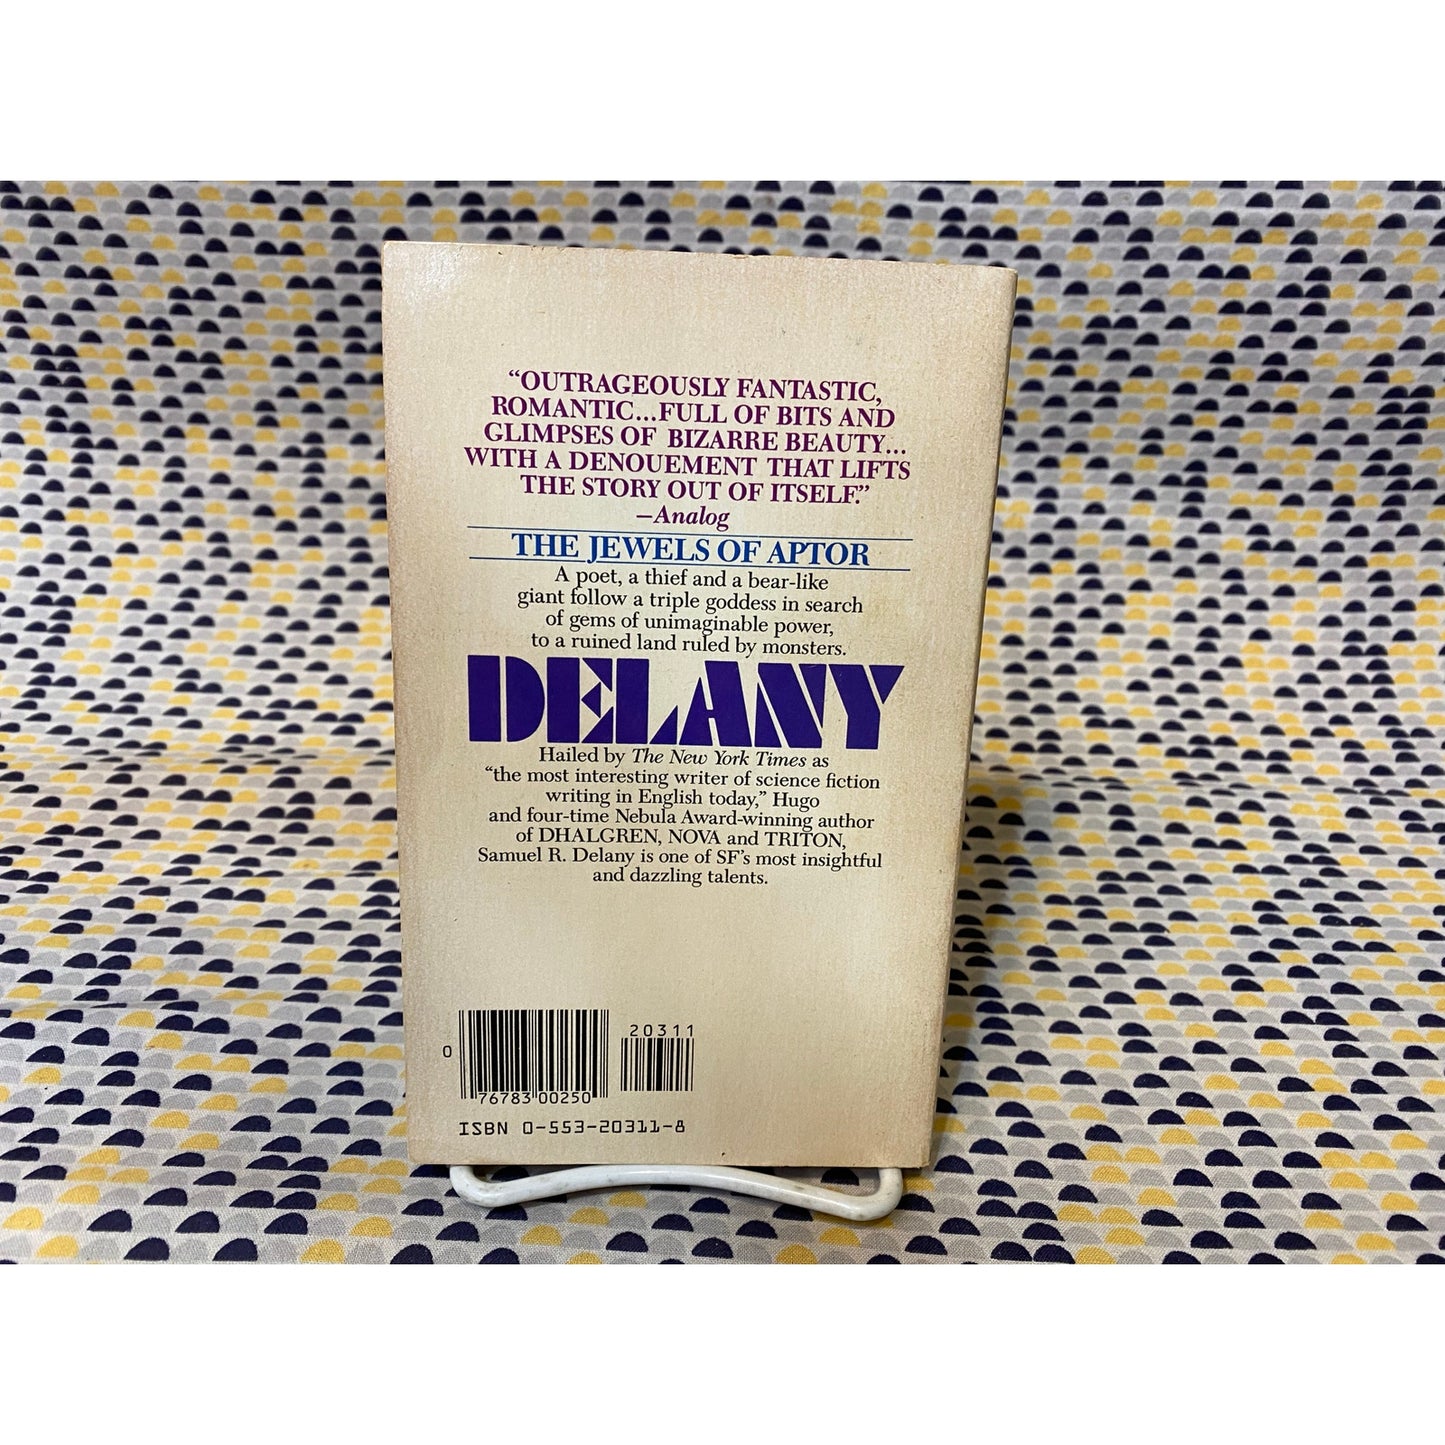 “OUTRAGEOUSLY FANTASTIC,
ROMANTIC...FULL OF BITS AND
GLIMPSES OF BIZARRE BEAUTY...
WITH A DENOUEMENT THAT LIFTS
THE STORY OUT OF ITSELF.”
—Analog
THE JEWELS OF APTOR
A poet, a thief and a bear-like
giant follow a triple goddess in search
of gems of unimaginable power,
to a ruined land ruled by monsters.
DELANY
Hailed by The New York Times as
“the most interesting writer of science fiction
writing in English today,” Hugo
and four-time Nebula Award-winning author
of DHALGREN, NOVA and TRITON,
Samuel R. Delany is one of SF’s most insightful
and dazzling talents.
20311
0
76783 00250
ISBN 0-553-20311-8